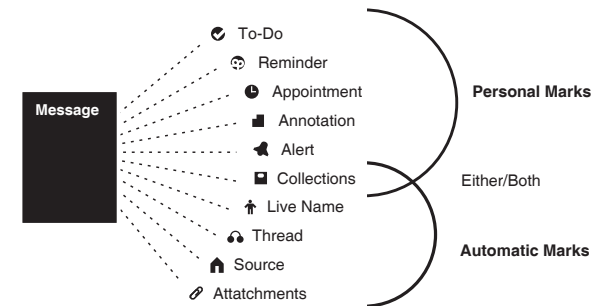 To-Do
Reminder
Appointment
Personal Marks
Message
Annotation
Alert
Collections
Either/Both
Live Name
Thread
Automatic Marks
Source
Attatchments